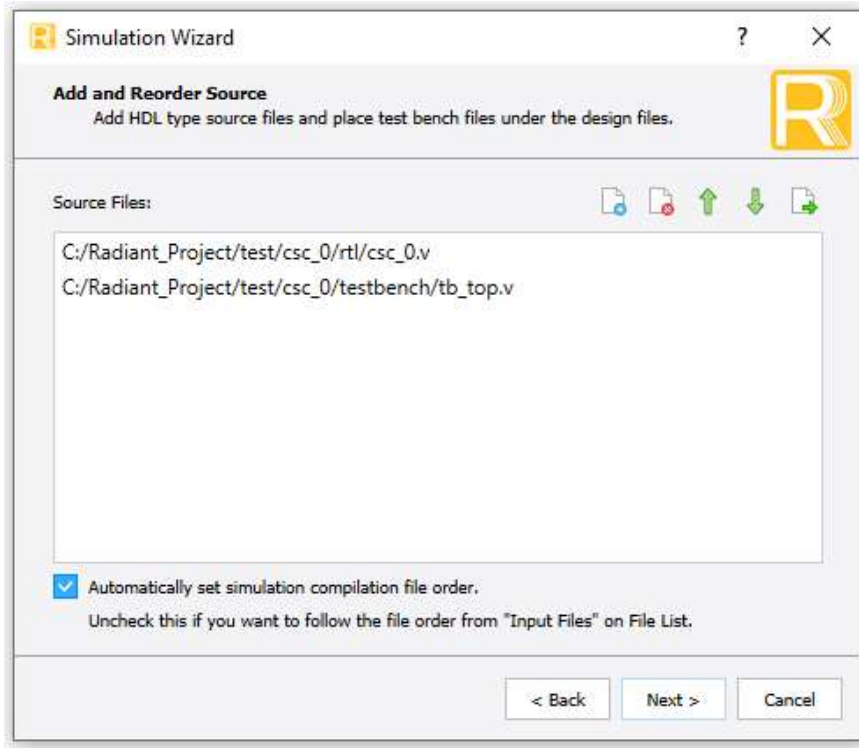 Simulation Wizard
?
Add and Reorder Source
Add HDL type source files and place test bench files under the design files.
Source Files:
C:/Radiant_Project/test/csc_0/rtl/csc_0.v
C:/Radiant_Project/test/csc_0/testbench/tb_top.v
Automatically set simulation compilation file order.
Uncheck this if you want to follow the file order from "Input Files" on File List.
< Back
Next >
Cancel